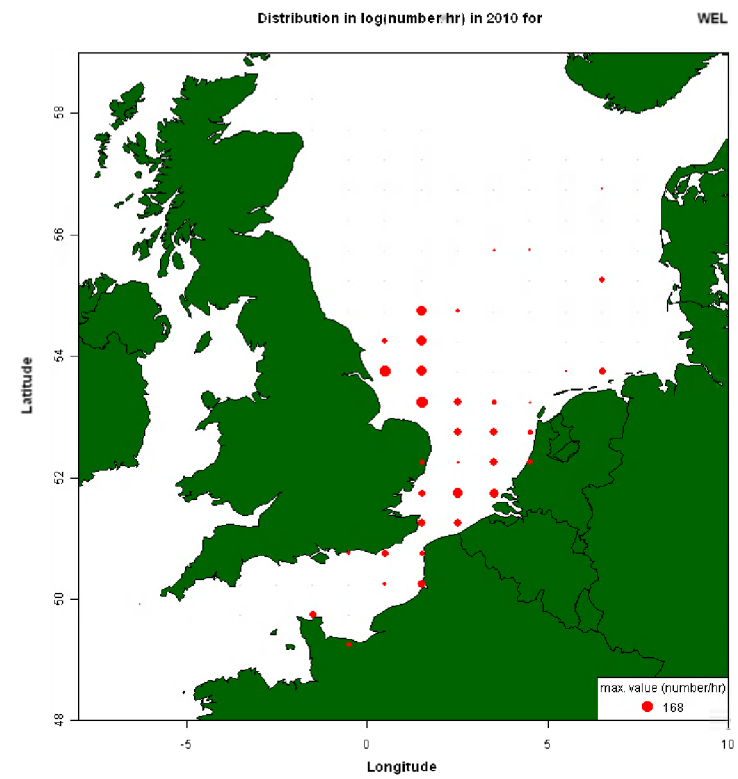 Distribution in log(number/hr) in 2010 for WEL
58
56
54
52
50
48
Latitude
max. value (number/hr)
168
-5 0 5 10
Longitude